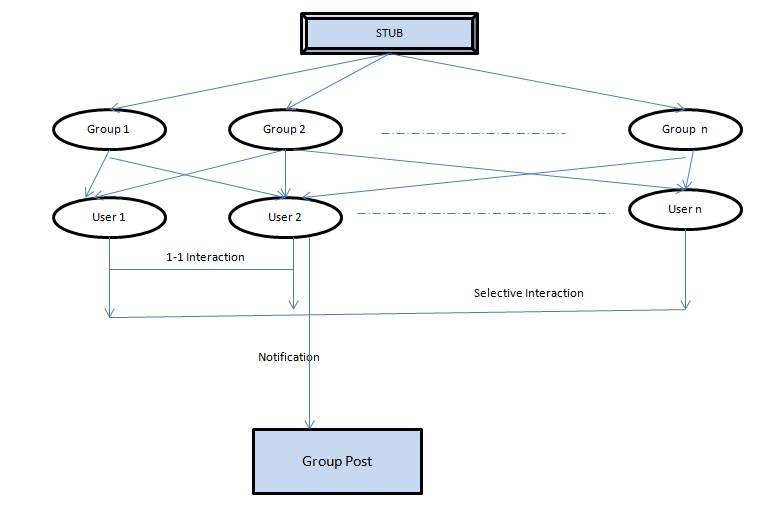 STUB
Group 1
Group 2
Group n
User 1
User 2
User n
1-1 Interaction
Selective Interaction
Notification
Group Post